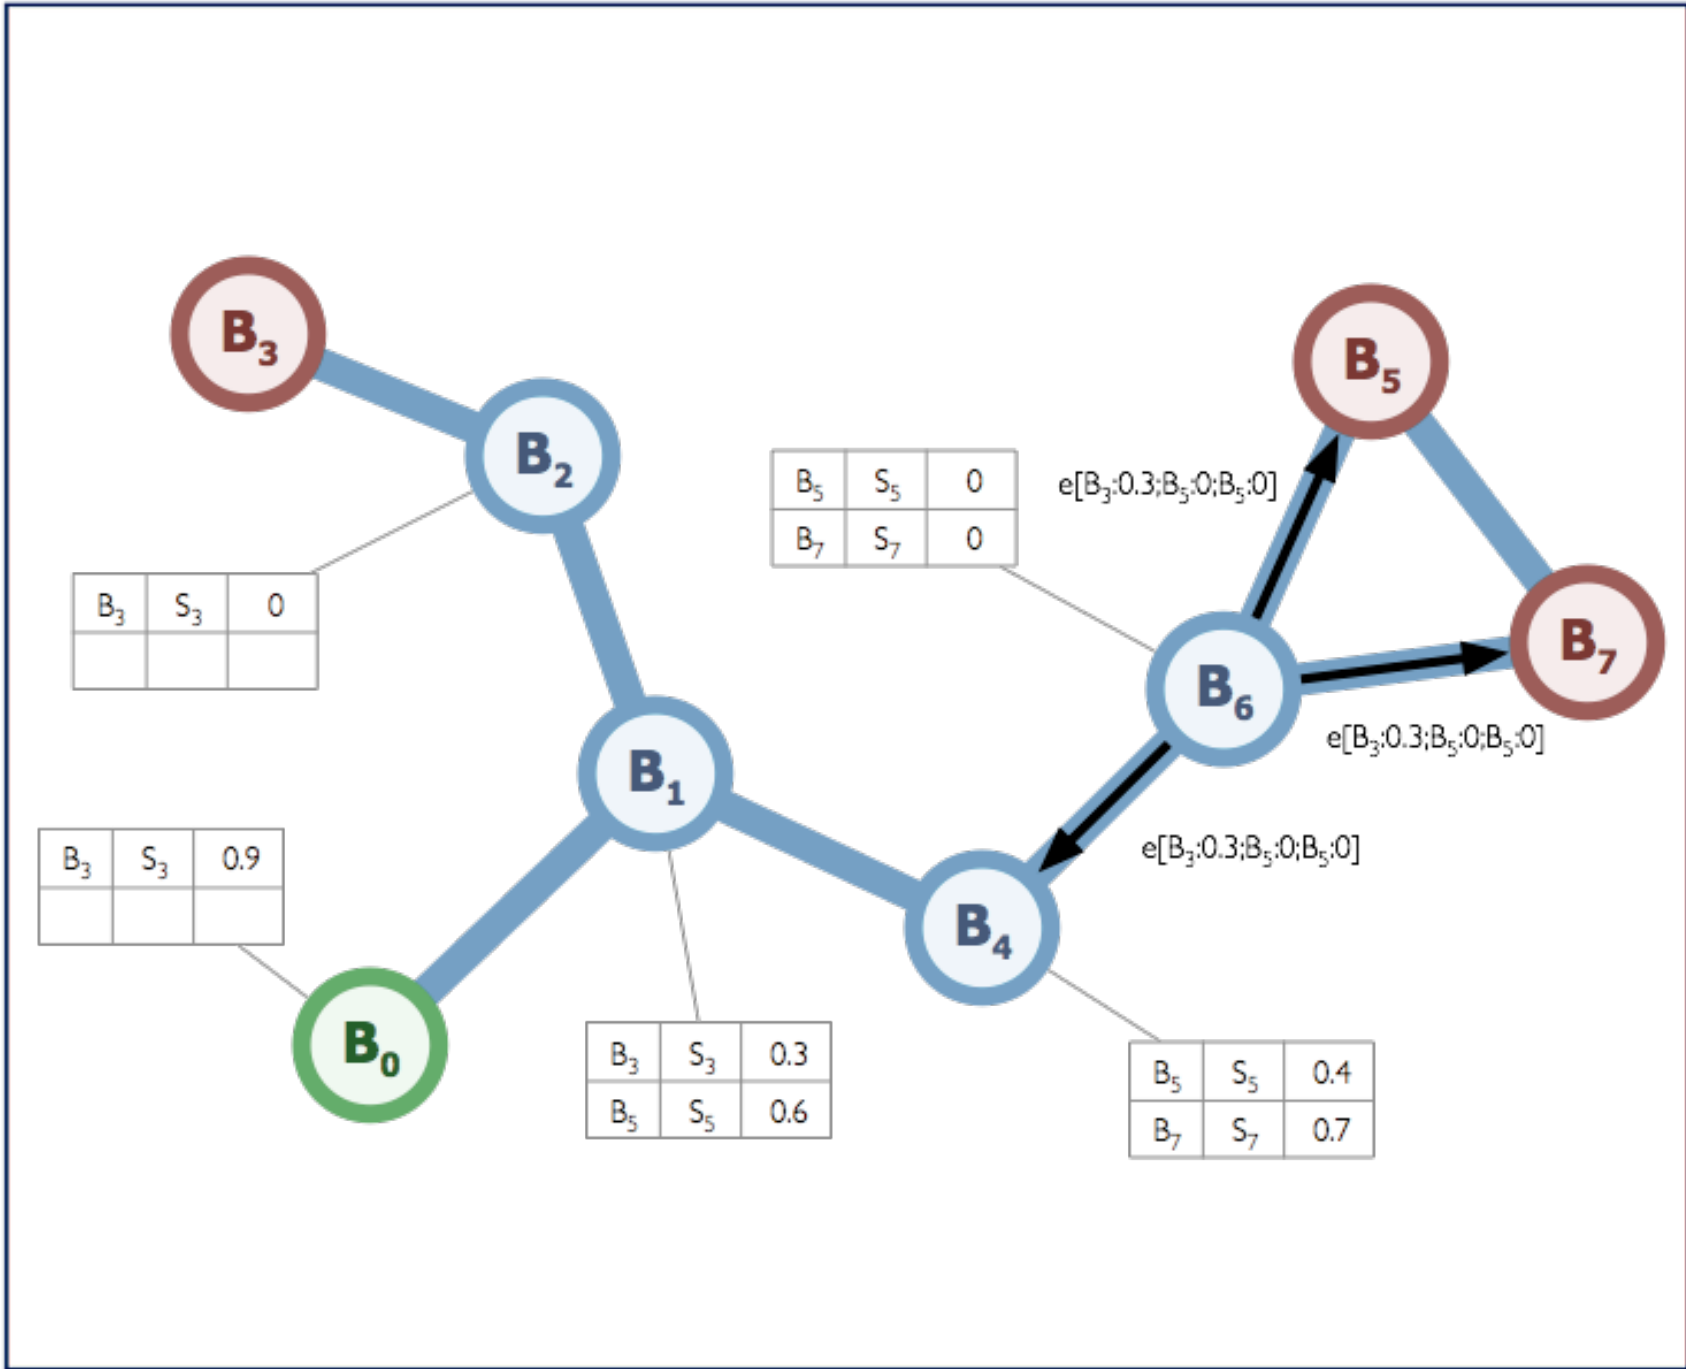 B₃
B₅
B₂
B₅ S₅ 0
B₇ S₇ 0
e[B₃:0.3;B₅:0;B₅:0]
B₃ S₃ 0
B₇
B₆
e[B₃:0.3;B₅:0;B₅:0]
B₁
e[B₃:0.3;B₅:0;B₅:0]
B₃ S₃ 0.9
B₄
B₀
B₃ S₃ 0.3
B₅ S₅ 0.6
B₅ S₅ 0.4
B₇ S₇ 0.7